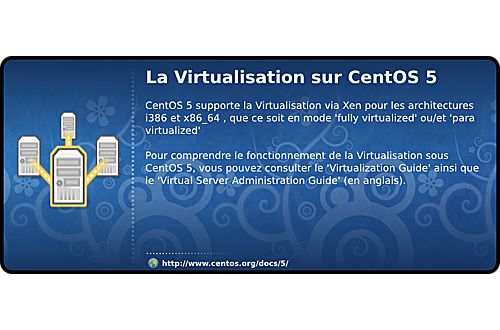 La Virtualisation sur CentOS 5
CentOS 5 supporte la Virtualisation via Xen pour les architectures
i386 et x86_64 , que ce soit en mode 'fully virtualized' ou/et 'para
virtualized'
Pour comprendre le fonctionnement de la Virtualisation sous
CentOS 5, vous pouvez consulter le 'Virtualization Guide' ainsi que
le 'Virtual Server Administration Guide' (en anglais).
http://www.centos.org/docs/5/